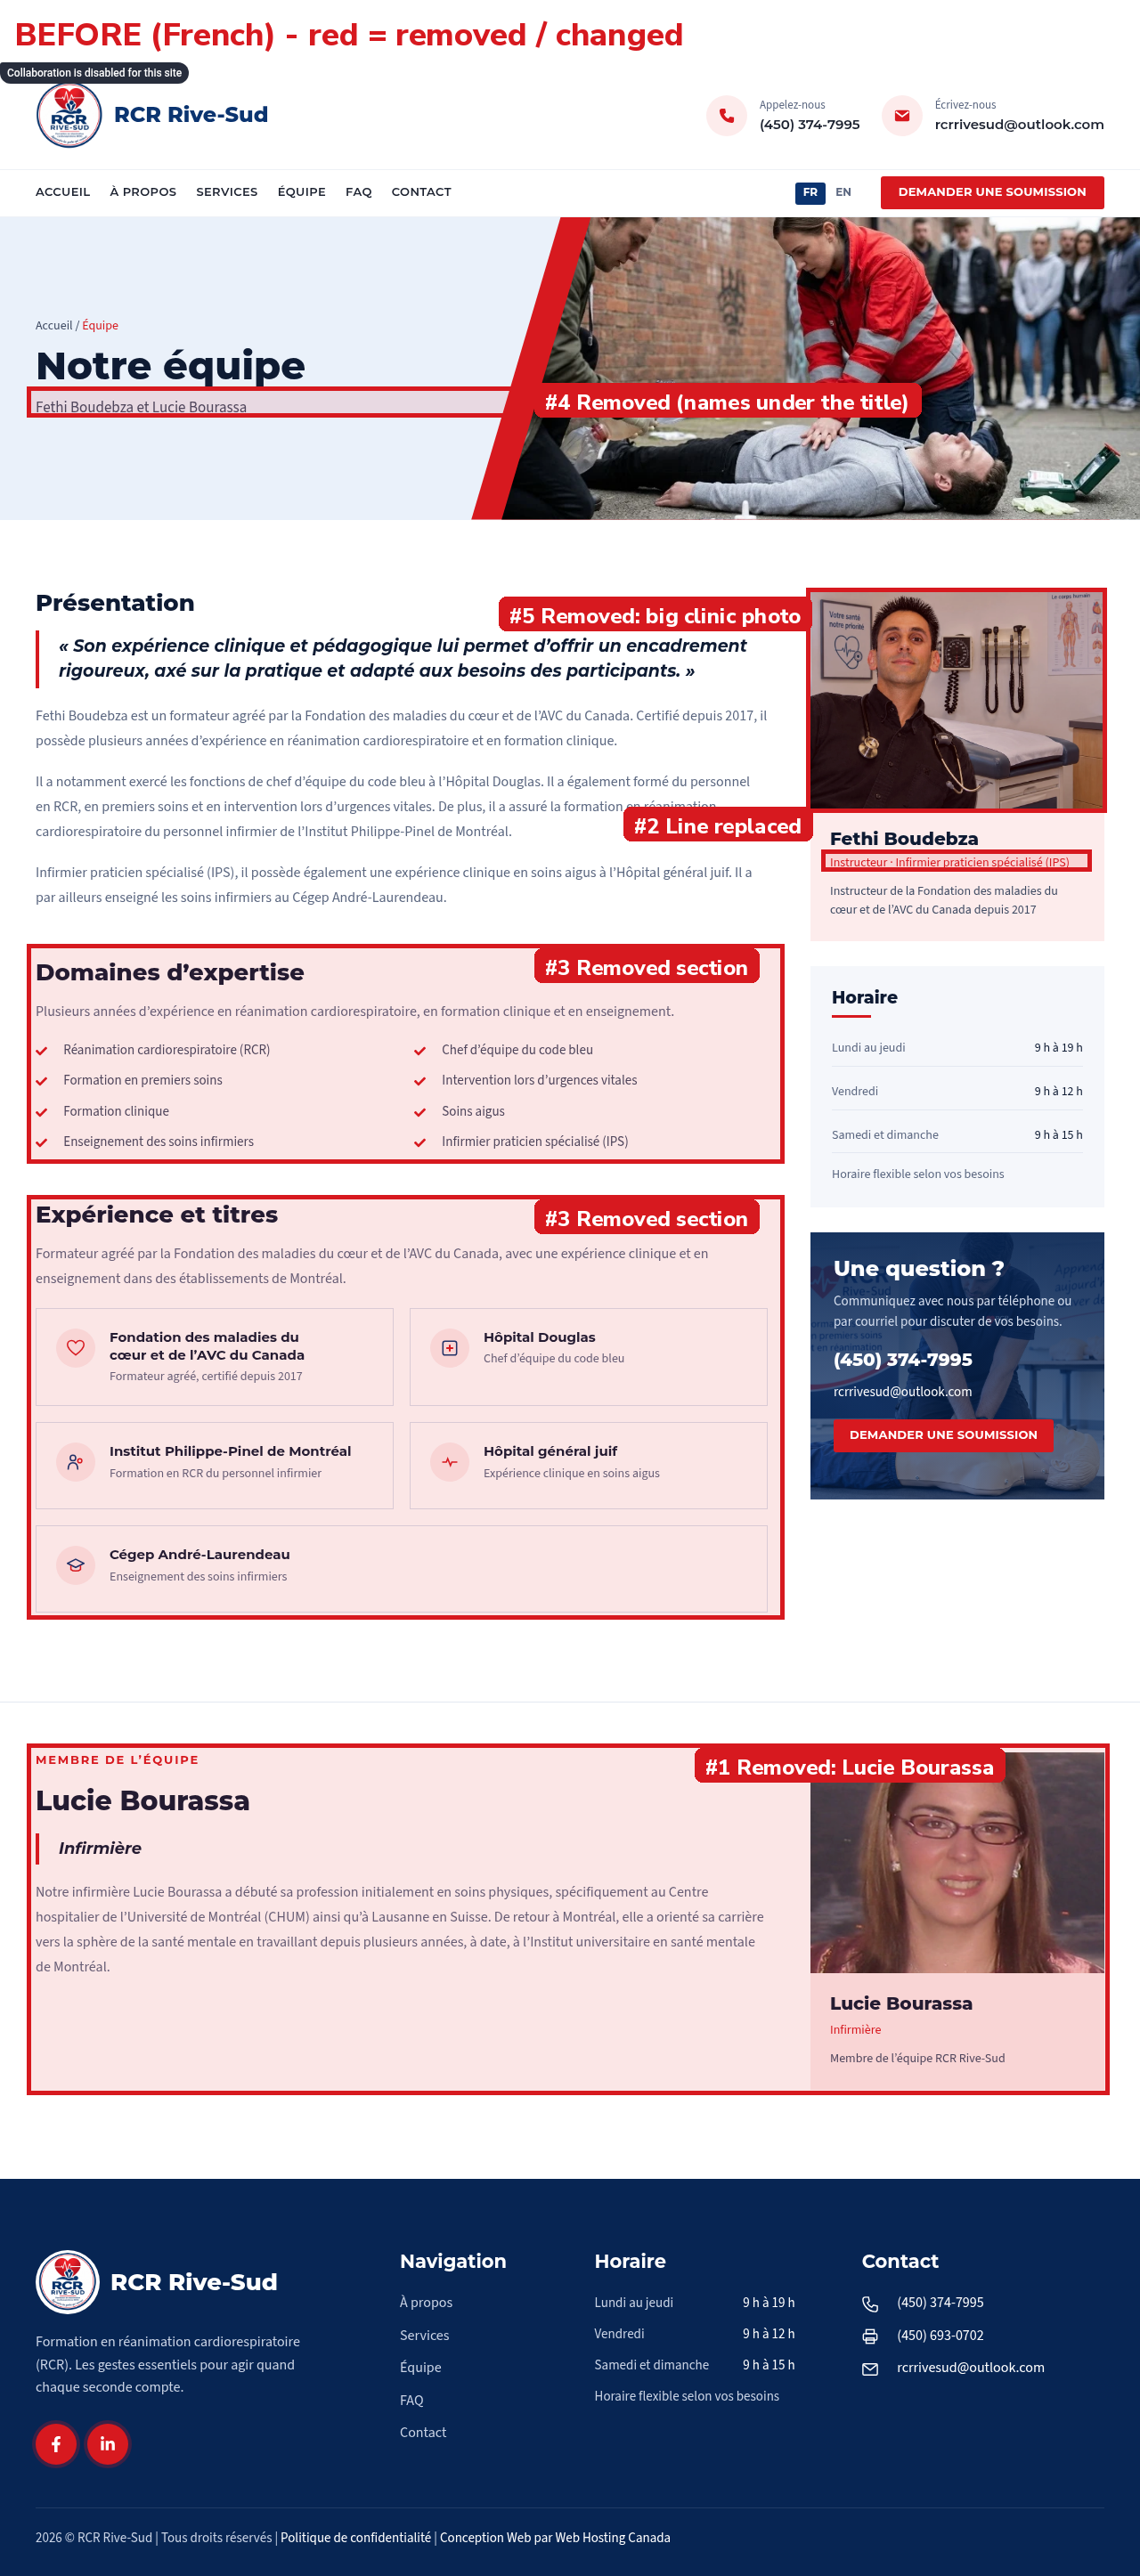 BEFORE (French) - red = removed / changed
Collaboration is disabled for this site
RCR
RIVE-SUD
RCR Rive-Sud
Appelez-nous
(450) 374-7995
Écrivez-nous
rcrrivesud@outlook.com
ACCUEIL
À PROPOS
SERVICES
ÉQUIPE
FAQ
CONTACT
FR
EN
DEMANDER UNE SOUMISSION
Accueil / Équipe
Notre équipe
Fethi Boudebza et Lucie Bourassa
#4 Removed (names under the title)
Présentation
#5 Removed: big clinic photo
« Son expérience clinique et pédagogique lui permet d’offrir un encadrement
rigoureux, axé sur la pratique et adapté aux besoins des participants. »
Fethi Boudebza est un formateur agréé par la Fondation des maladies du cœur et de l’AVC du Canada. Certifié depuis 2017, il
possède plusieurs années d’expérience en réanimation cardiorespiratoire et en formation clinique.
Il a notamment exercé les fonctions de chef d’équipe du code bleu à l’Hôpital Douglas. Il a également formé du personnel
en RCR, en premiers soins et en intervention lors d’urgences vitales. De plus, il a assuré la formation en réanimation
cardiorespiratoire du personnel infirmier de l’Institut Philippe-Pinel de Montréal.
Infirmier praticien spécialisé (IPS), il possède également une expérience clinique en soins aigus à l’Hôpital général juif. Il a
par ailleurs enseigné les soins infirmiers au Cégep André-Laurendeau.
Votre santé
notre priorité
Le corps humain
#2 Line replaced
Fethi Boudebza
Instructeur · Infirmier praticien spécialisé (IPS)
Instructeur de la Fondation des maladies du
cœur et de l’AVC du Canada depuis 2017
#3 Removed section
Domaines d’expertise
Plusieurs années d’expérience en réanimation cardiorespiratoire, en formation clinique et en enseignement.
Réanimation cardiorespiratoire (RCR)
Chef d’équipe du code bleu
Formation en premiers soins
Intervention lors d’urgences vitales
Formation clinique
Soins aigus
Enseignement des soins infirmiers
Infirmier praticien spécialisé (IPS)
Horaire
Lundi au jeudi
9 h à 19 h
Vendredi
9 h à 12 h
Samedi et dimanche
9 h à 15 h
Horaire flexible selon vos besoins
#3 Removed section
Expérience et titres
Formateur agréé par la Fondation des maladies du cœur et de l’AVC du Canada, avec une expérience clinique et en
enseignement dans des établissements de Montréal.
Fondation des maladies du
cœur et de l’AVC du Canada
Formateur agréé, certifié depuis 2017
Hôpital Douglas
Chef d’équipe du code bleu
Institut Philippe-Pinel de Montréal
Formation en RCR du personnel infirmier
Hôpital général juif
Expérience clinique en soins aigus
Cégep André-Laurendeau
Enseignement des soins infirmiers
Une question ?
Communiquez avec nous par téléphone ou
par courriel pour discuter de vos besoins.
(450) 374-7995
rcrrivesud@outlook.com
DEMANDER UNE SOUMISSION
MEMBRE DE L’ÉQUIPE
#1 Removed: Lucie Bourassa
Lucie Bourassa
Infirmière
Notre infirmière Lucie Bourassa a débuté sa profession initialement en soins physiques, spécifiquement au Centre
hospitalier de l’Université de Montréal (CHUM) ainsi qu’à Lausanne en Suisse. De retour à Montréal, elle a orienté sa carrière
vers la sphère de la santé mentale en travaillant depuis plusieurs années, à date, à l’Institut universitaire en santé mentale
de Montréal.
Lucie Bourassa
Infirmière
Membre de l’équipe RCR Rive-Sud
RCR
RIVE-SUD
RCR Rive-Sud
Formation en réanimation cardiorespiratoire
(RCR). Les gestes essentiels pour agir quand
chaque seconde compte.
Navigation
À propos
Services
Équipe
FAQ
Contact
Horaire
Lundi au jeudi
9 h à 19 h
Vendredi
9 h à 12 h
Samedi et dimanche
9 h à 15 h
Horaire flexible selon vos besoins
Contact
(450) 374-7995
(450) 693-0702
rcrrivesud@outlook.com
2026 © RCR Rive-Sud | Tous droits réservés | Politique de confidentialité | Conception Web par Web Hosting Canada